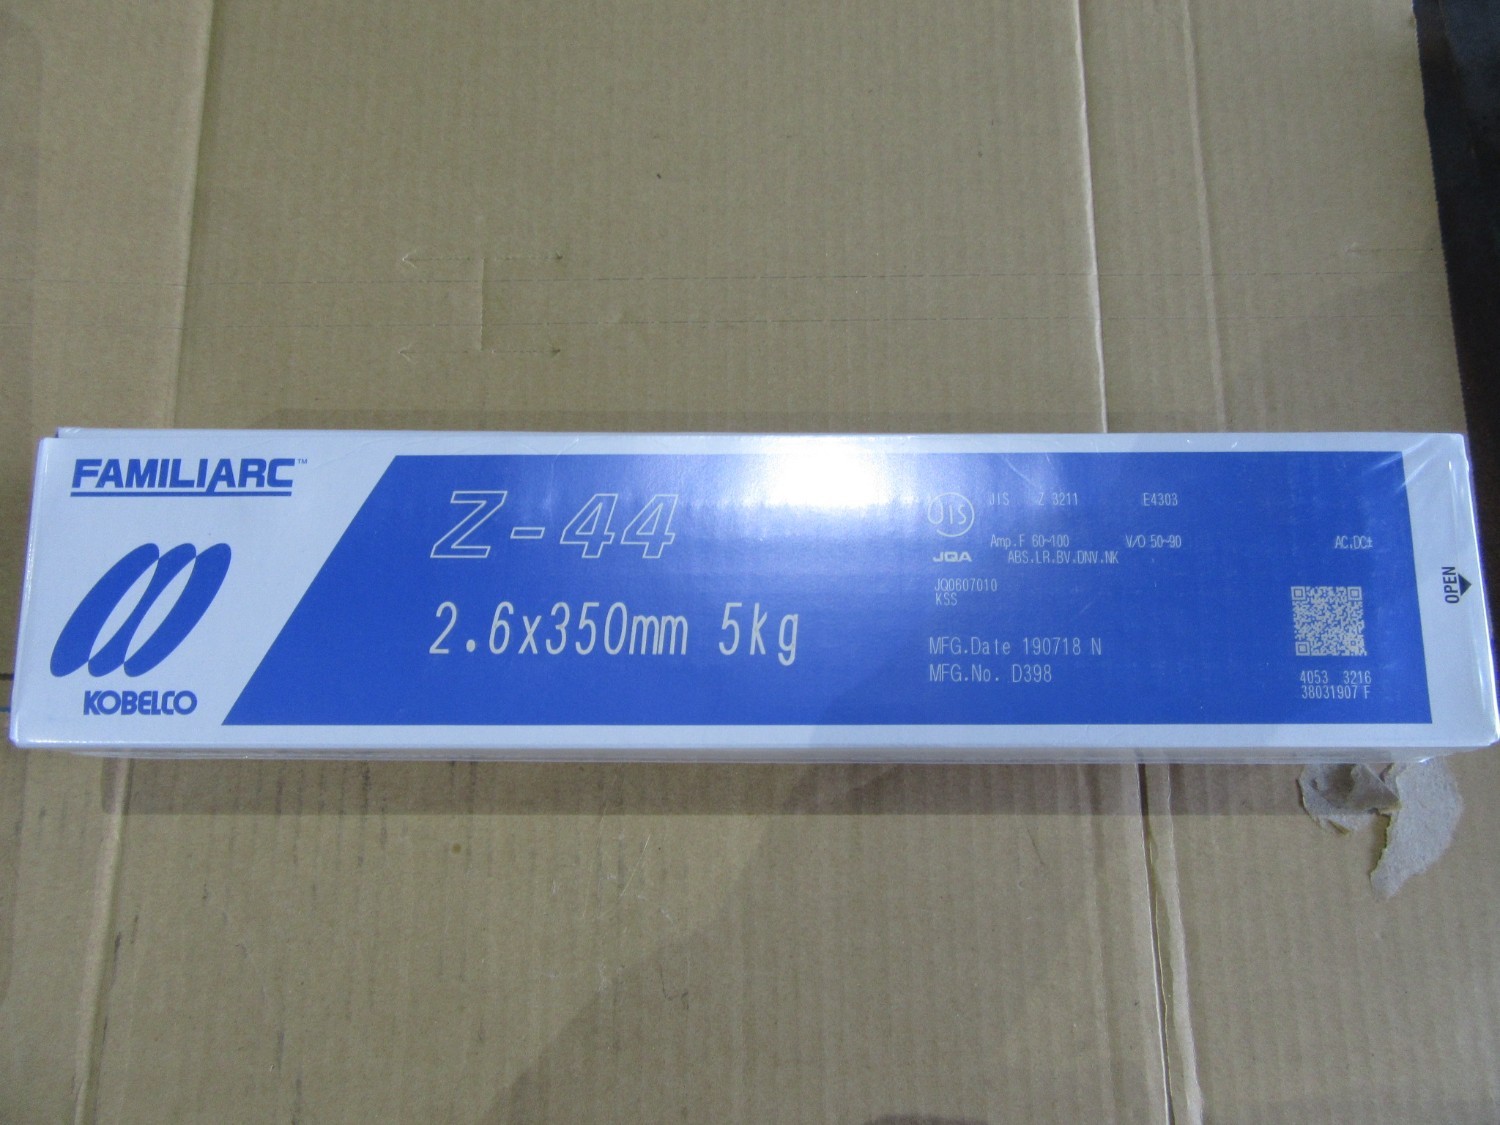 FAMILIARC™
KOBELCO
Z-44
2.6x350mm 5kg
JIS
JQA
JIS Z 3211 E4303
Amp.F 60~100 V/O 50~90 AC.DC±
ABS.LR.BV.DNV.NK
JQ0607010
KSS
MFG.Date 190718 N
MFG.No. D398
4053 3216
38031907 F
OPEN